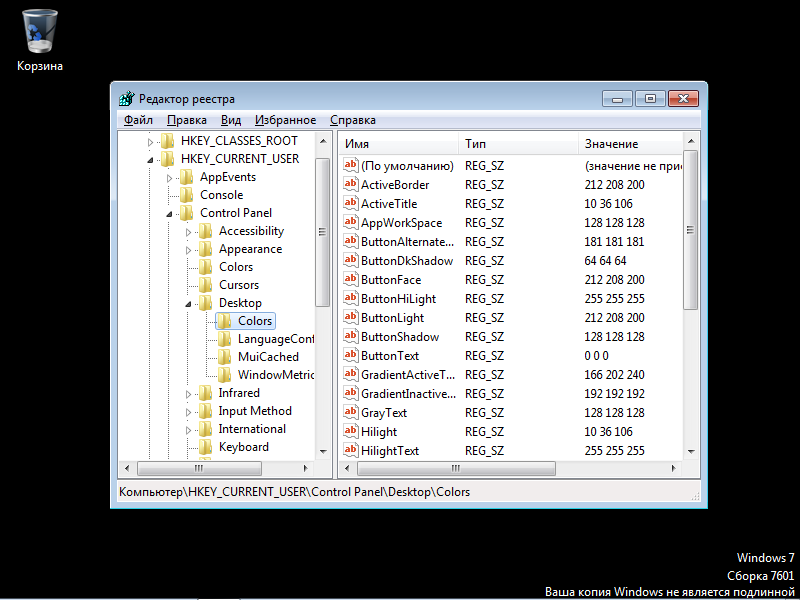 Корзина
Редактор реестра
Файл Правка Вид Избранное Справка
HKEY_CLASSES_ROOT
HKEY_CURRENT_USER
AppEvents
Console
Control Panel
Accessibility
Appearance
Colors
Cursors
Desktop
Colors
LanguageConf
MuiCached
WindowMetric
Infrared
Input Method
International
Keyboard
Имя Тип Значение
(По умолчанию) REG_SZ (значение не при
ActiveBorder REG_SZ 212 208 200
ActiveTitle REG_SZ 10 36 106
AppWorkSpace REG_SZ 128 128 128
ButtonAlternate... REG_SZ 181 181 181
ButtonDkShadow REG_SZ 64 64 64
ButtonFace REG_SZ 212 208 200
ButtonHiLight REG_SZ 255 255 255
ButtonLight REG_SZ 212 208 200
ButtonShadow REG_SZ 128 128 128
ButtonText REG_SZ 0 0 0
GradientActiveT... REG_SZ 166 202 240
GradientInactive... REG_SZ 192 192 192
GrayText REG_SZ 128 128 128
Hilight REG_SZ 10 36 106
HilightText REG_SZ 255 255 255
Компьютер\HKEY_CURRENT_USER\Control Panel\Desktop\Colors
Windows 7
Сборка 7601
Ваша копия Windows не является подлинной